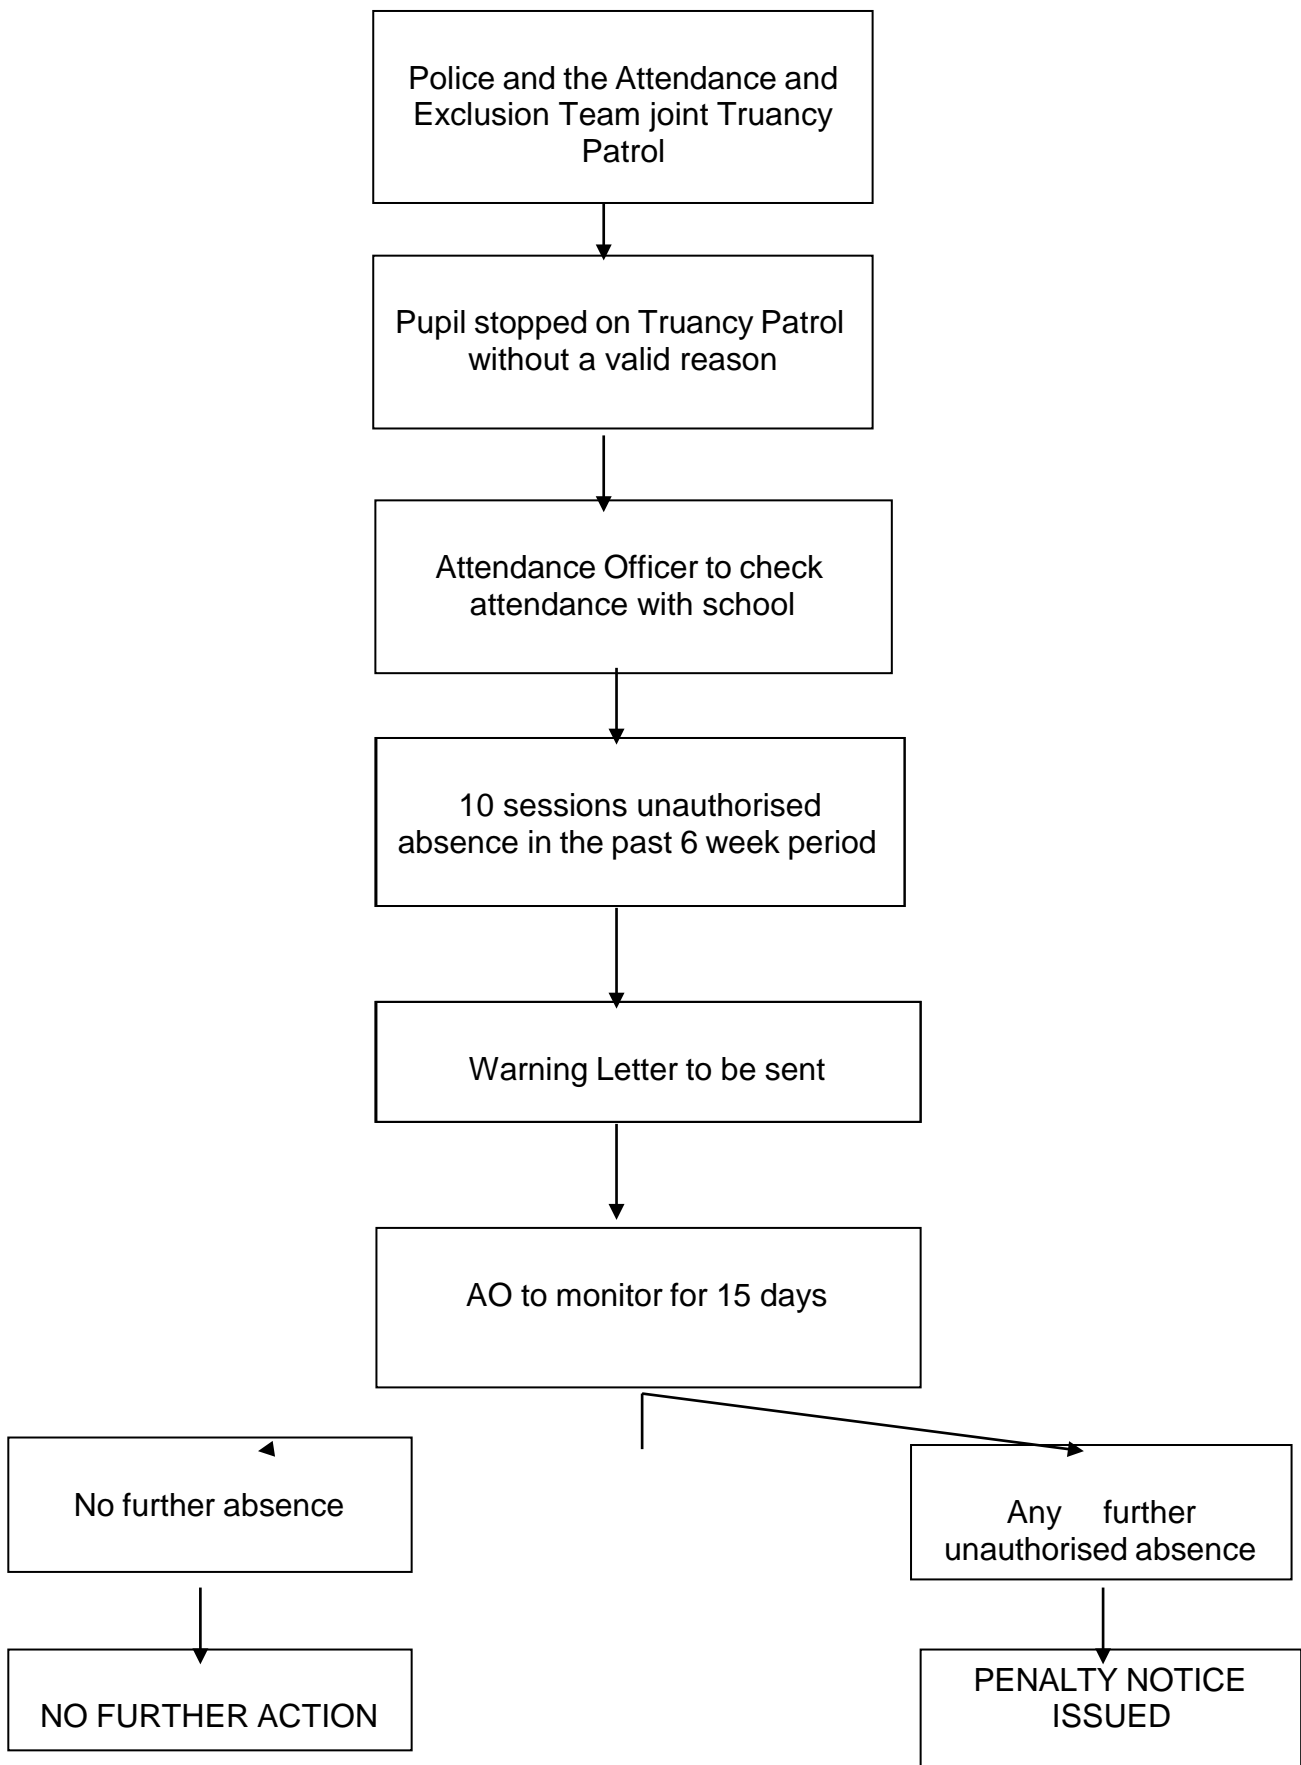 Police and the Attendance and
Exclusion Team joint Truancy
Patrol
Pupil stopped on Truancy Patrol
without a valid reason
Attendance Officer to check
attendance with school
10 sessions unauthorised
absence in the past 6 week period
Warning Letter to be sent
AO to monitor for 15 days
No further absence
Any further
unauthorised absence
NO FURTHER ACTION
PENALTY NOTICE
ISSUED